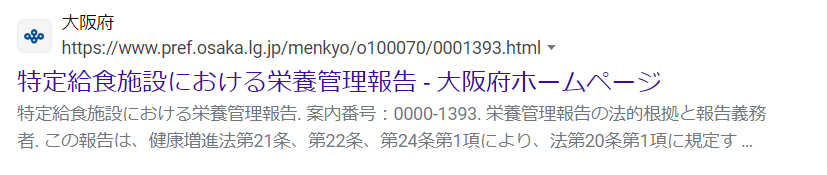 大阪府
https://www.pref.osaka.lg.jp/menkyo/o100070/0001393.html
特定給食施設における栄養管理報告 - 大阪府ホームページ
特定給食施設における栄養管理報告. 案内番号：0000-1393. 栄養管理報告の法的根拠と報告義務
者. この報告は、健康増進法第21条、第22条、第24条第1項により、法第20条第1項に規定す ...